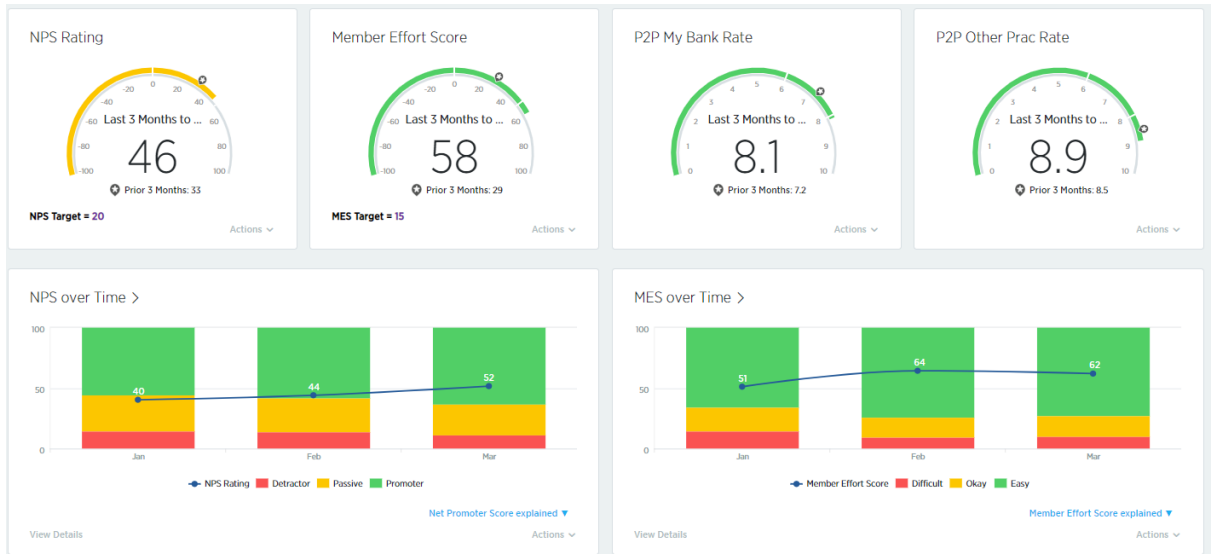 NPS Rating
-100 -80 -60 -40 -20 0 20 40 60 80 100
Last 3 Months to ...
46
Prior 3 Months: 33
NPS Target = 20
Actions
Member Effort Score
-100 -80 -60 -40 -20 0 20 40 60 80 100
Last 3 Months to ...
58
Prior 3 Months: 29
MES Target = 15
Actions
P2P My Bank Rate
0 1 2 3 4 5 6 7 8 9 10
Last 3 Months to ...
8.1
Prior 3 Months: 7.2
Actions
P2P Other Prac Rate
0 1 2 3 4 5 6 7 8 9 10
Last 3 Months to ...
8.9
Prior 3 Months: 8.5
Actions
NPS over Time >
100
50
0
40 44 52
Jan Feb Mar
NPS Rating Detractor Passive Promoter
Net Promoter Score explained ▼
View Details Actions
MES over Time >
100
50
0
51 64 62
Jan Feb Mar
Member Effort Score Difficult Okay Easy
Member Effort Score explained ▼
View Details Actions